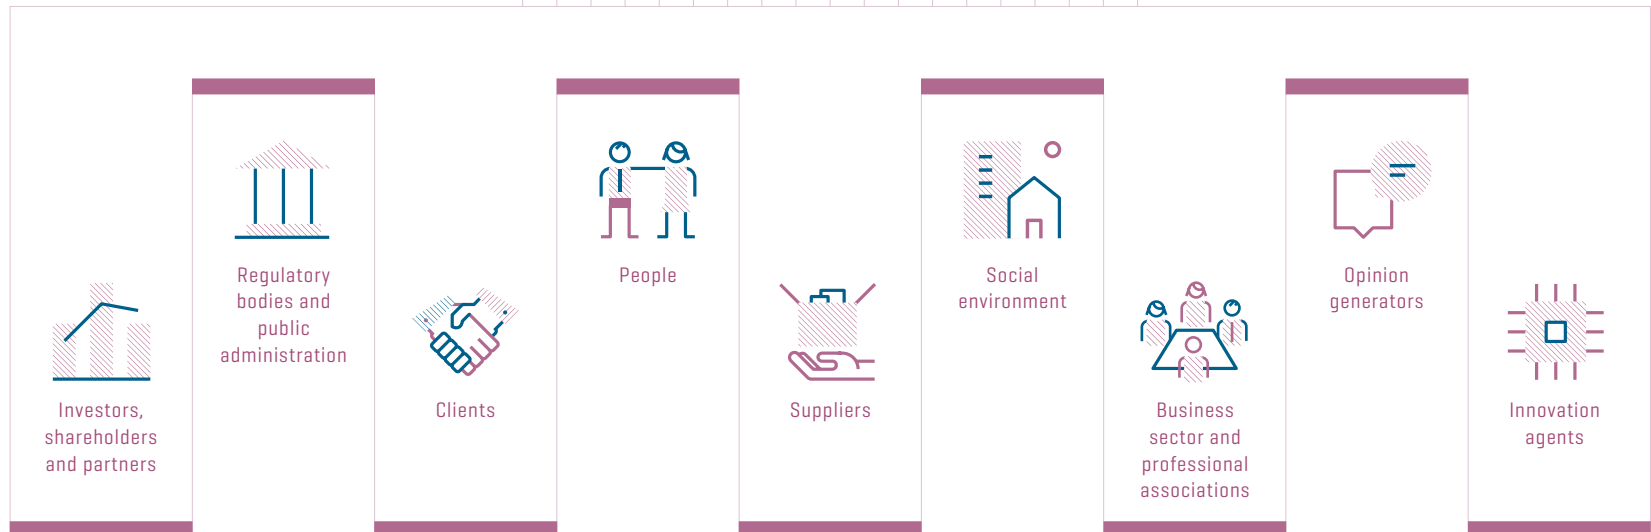 Investors,
shareholders
and partners
Regulatory
bodies and
public
administration
Clients
People
Suppliers
Social
environment
Business
sector and
professional
associations
Opinion
generators
Innovation
agents